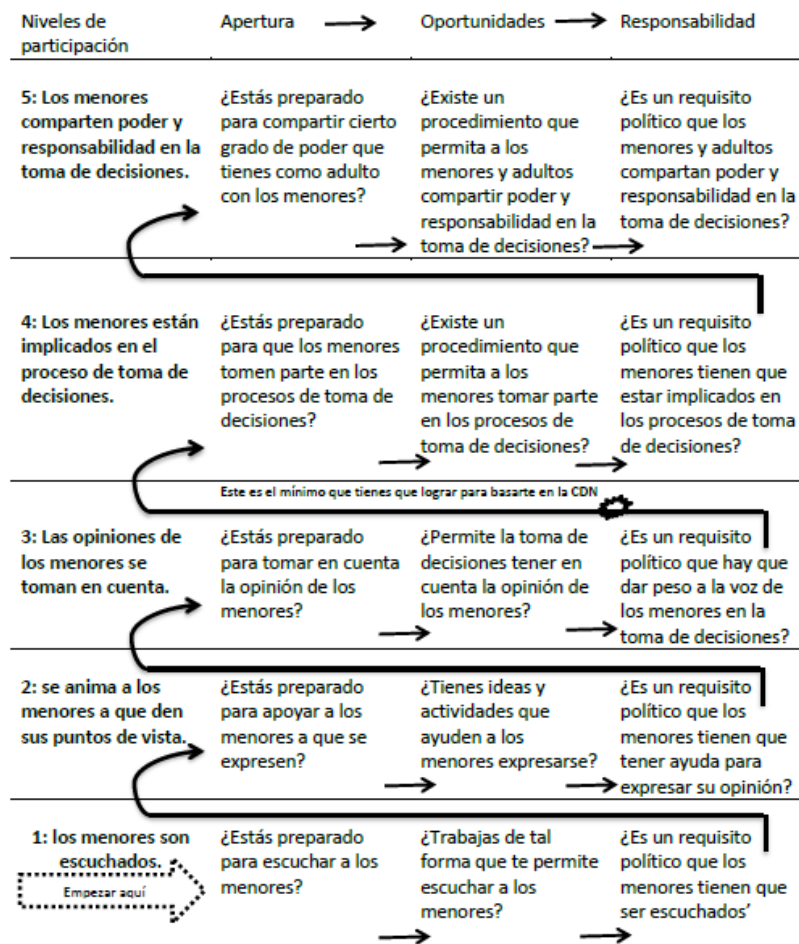 Niveles de participación
Apertura
Oportunidades
Responsabilidad
5: Los menores
comparten poder y
responsabilidad en la
toma de decisiones.
¿Estás preparado
para compartir cierto
grado de poder que
tienes como adulto
con los menores?
¿Existe un
procedimiento que
permita a los
menores y adultos
compartir poder y
responsabilidad en la
toma de decisiones?
¿Es un requisito
político que los
menores y adultos
compartan poder y
responsabilidad en la
toma de decisiones?
4: Los menores están
implicados en el
proceso de toma de
decisiones.
¿Estás preparado
para que los menores
tomen parte en los
procesos de toma de
decisiones?
¿Existe un
procedimiento que
permita a los
menores tomar parte
en los procesos de
toma de decisiones?
¿Es un requisito
político que los
menores tienen que
estar implicados en
los procesos de toma
de decisiones?
Este es el mínimo que tienes que lograr para basarte en la CDN
3: Las opiniones de
los menores se
toman en cuenta.
¿Estás preparado
para tomar en cuenta
la opinión de los
menores?
¿Permite la toma de
decisiones tener en
cuenta la opinión de
los menores?
¿Es un requisito
político que hay que
dar peso a la voz de
los menores en la
toma de decisiones?
2: se anima a los
menores a que den
sus puntos de vista.
¿Estás preparado
para apoyar a los
menores a que se
expresen?
¿Tienes ideas y
actividades que
ayuden a los
menores expresarse?
¿Es un requisito
político que los
menores tienen que
tener ayuda para
expresar su opinión?
1: los menores son
escuchados.
Empezar aquí
¿Estás preparado
para escuchar a los
menores?
¿Trabajas de tal
forma que te permite
escuchar a los
menores?
¿Es un requisito
político que los
menores tienen que
ser escuchados’